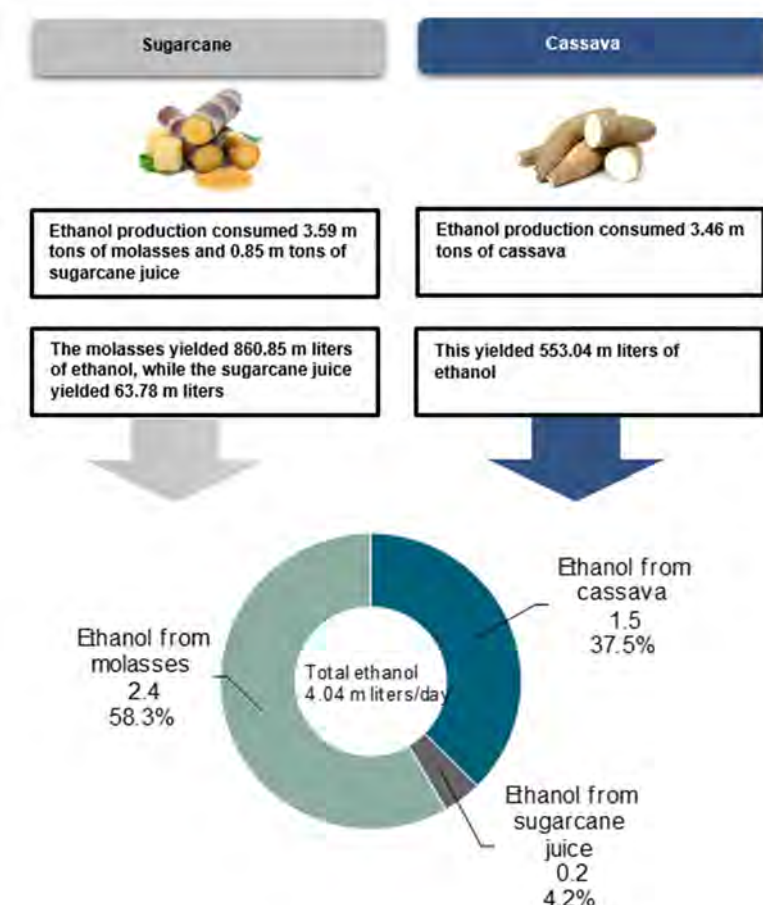 Sugarcane
Cassava
Ethanol production consumed 3.59 m
tons of molasses and 0.85 m tons of
sugarcane juice
Ethanol production consumed 3.46 m
tons of cassava
The molasses yielded 860.85 m liters
of ethanol, while the sugarcane juice
yielded 63.78 m liters
This yielded 553.04 m liters of
ethanol
Ethanol from
cassava
1.5
37.5%
Ethanol from
molasses
2.4
58.3%
Total ethanol
4.04 m liters/day
Ethanol from
sugarcane
juice
0.2
4.2%